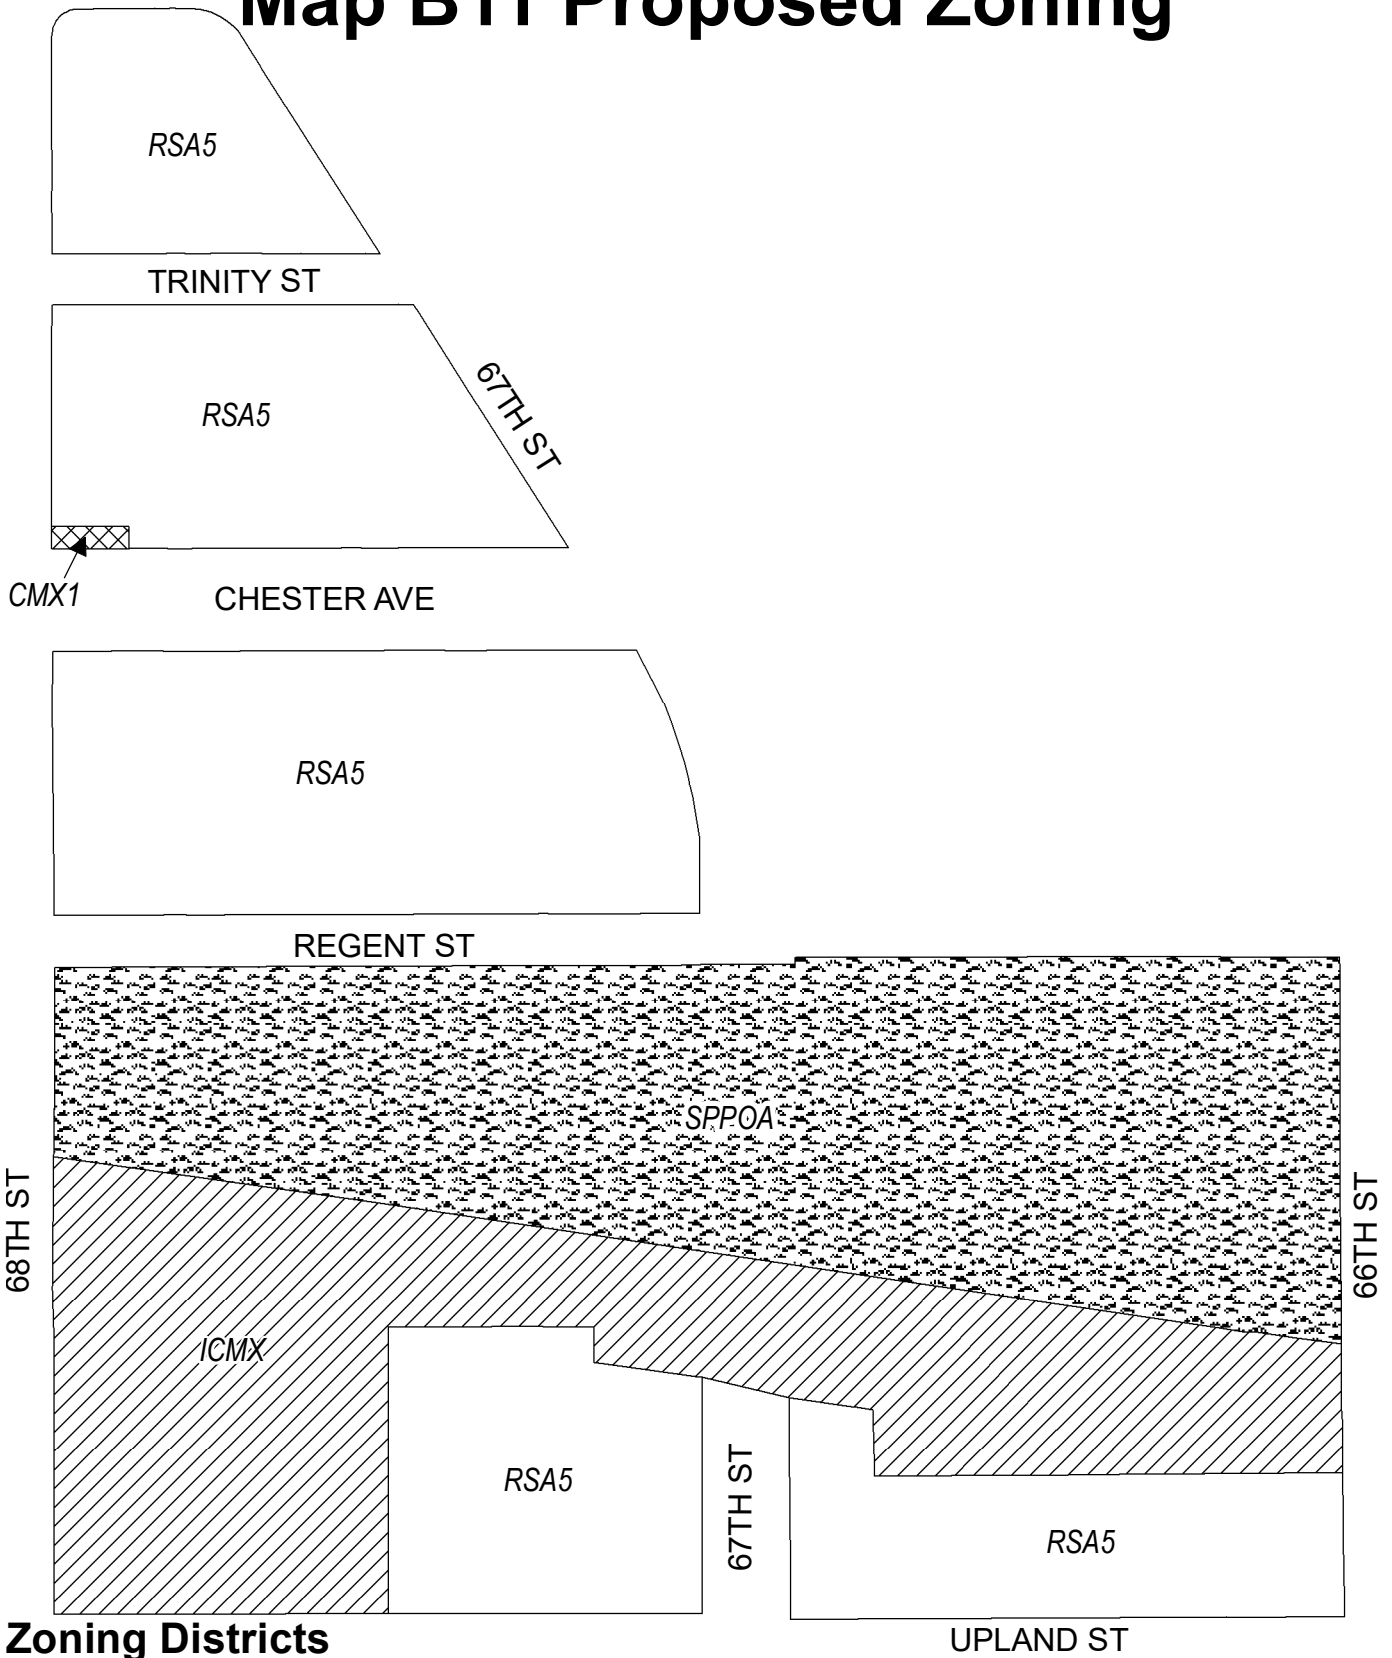 Map B11 Proposed Zoning
RSA5
TRINITY ST
RSA5
67TH ST
CMX1
CHESTER AVE
RSA5
REGENT ST
SPPOA
68TH ST
66TH ST
ICMX
RSA5
67TH ST
RSA5
Zoning Districts
UPLAND ST